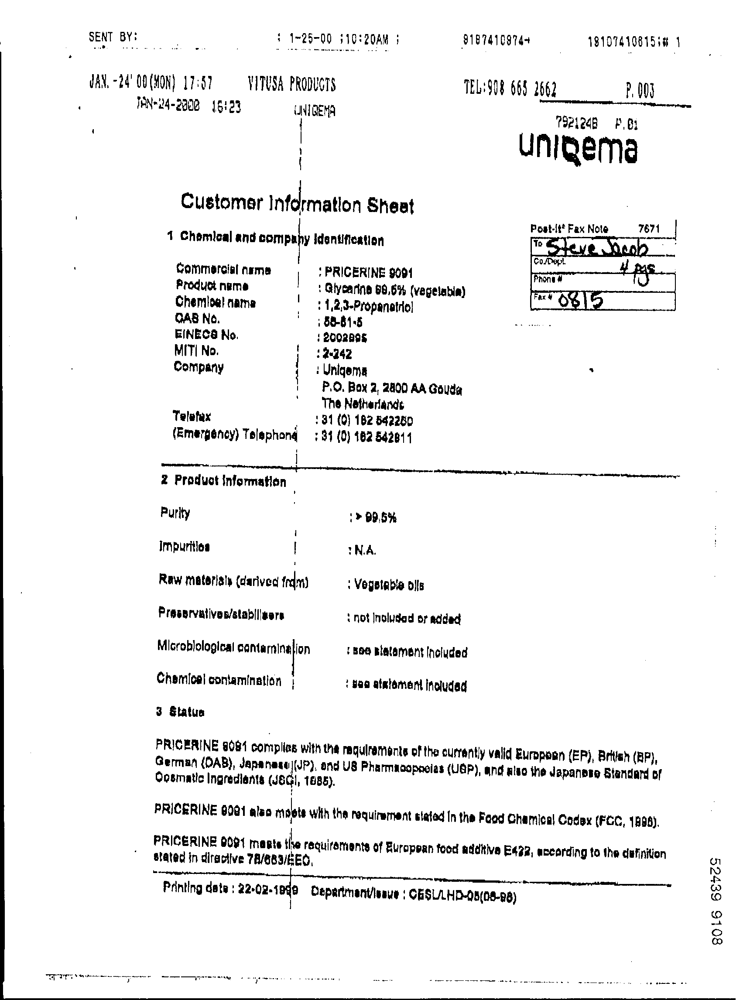 SENT BY:
: 1-25-00 ;10:20AM ;
8187410874→
18107410815;# 1
JAN.-24'00(MON) 17:57 VITUSA PRODUCTS
TEL:908 665 2662
P.003
JAN-24-2000 16:23
UNIQEMA
7921248 P.01
uniqema
Customer Information Sheet
Post-It® Fax Note 7671
To Steve Jacob
Co./Dept.
4 pgs
Phone #
Fax # 0815
1 Chemical and company identification
Commercial name : PRICERINE 9091
Product name : Glycerine 99,5% (vegetable)
Chemical name : 1,2,3-Propanetriol
CAS No. : 56-81-5
EINECS No. : 2002895
MITI No. : 2-242
Company : Uniqema
P.O. Box 2, 2800 AA Gouda
The Netherlands
Telefax : 31 (0) 182 542250
(Emergency) Telephone : 31 (0) 182 542911
2 Product information
Purity : > 99,5%
Impurities : N.A.
Raw materials (derived from) : Vegetable oils
Preservatives/stabilisers : not included or added
Microbiological contamination : see statement included
Chemical contamination : see statement included
3 Status
PRICERINE 9091 complies with the requirements of the currently valid European (EP), British (BP),
German (DAB), Japanese (JP), and US Pharmacopoeias (USP), and also the Japanese Standard of
Cosmetic Ingredients (JSCI, 1985).
PRICERINE 9091 also meets with the requirement stated in the Food Chemical Codex (FCC, 1996).
PRICERINE 9091 meets the requirements of European food additive E422, according to the definition
stated in directive 78/663/EEC.
Printing date : 22-02-1999 Department/issue : CESL/LHD-05(06-98)
52439 9108